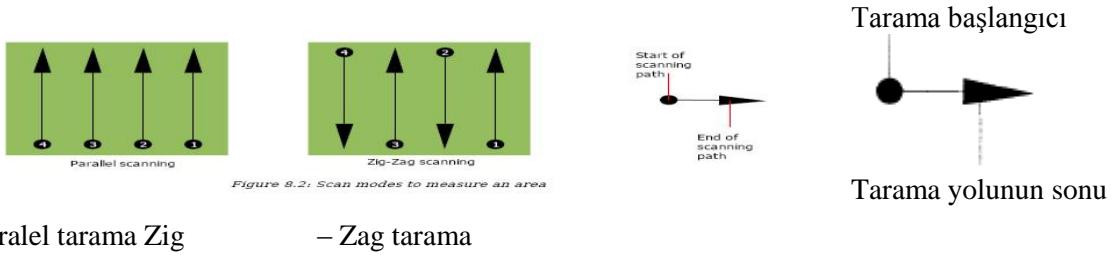 Tarama başlangıcı
4 3 2 1
Parallel scanning
4 3 2 1
Zig-Zag scanning
Figure 8.2: Scan modes to measure an area
Start of
scanning
path
End of
scanning
path
Tarama yolunun sonu
ralel tarama Zig – Zag tarama